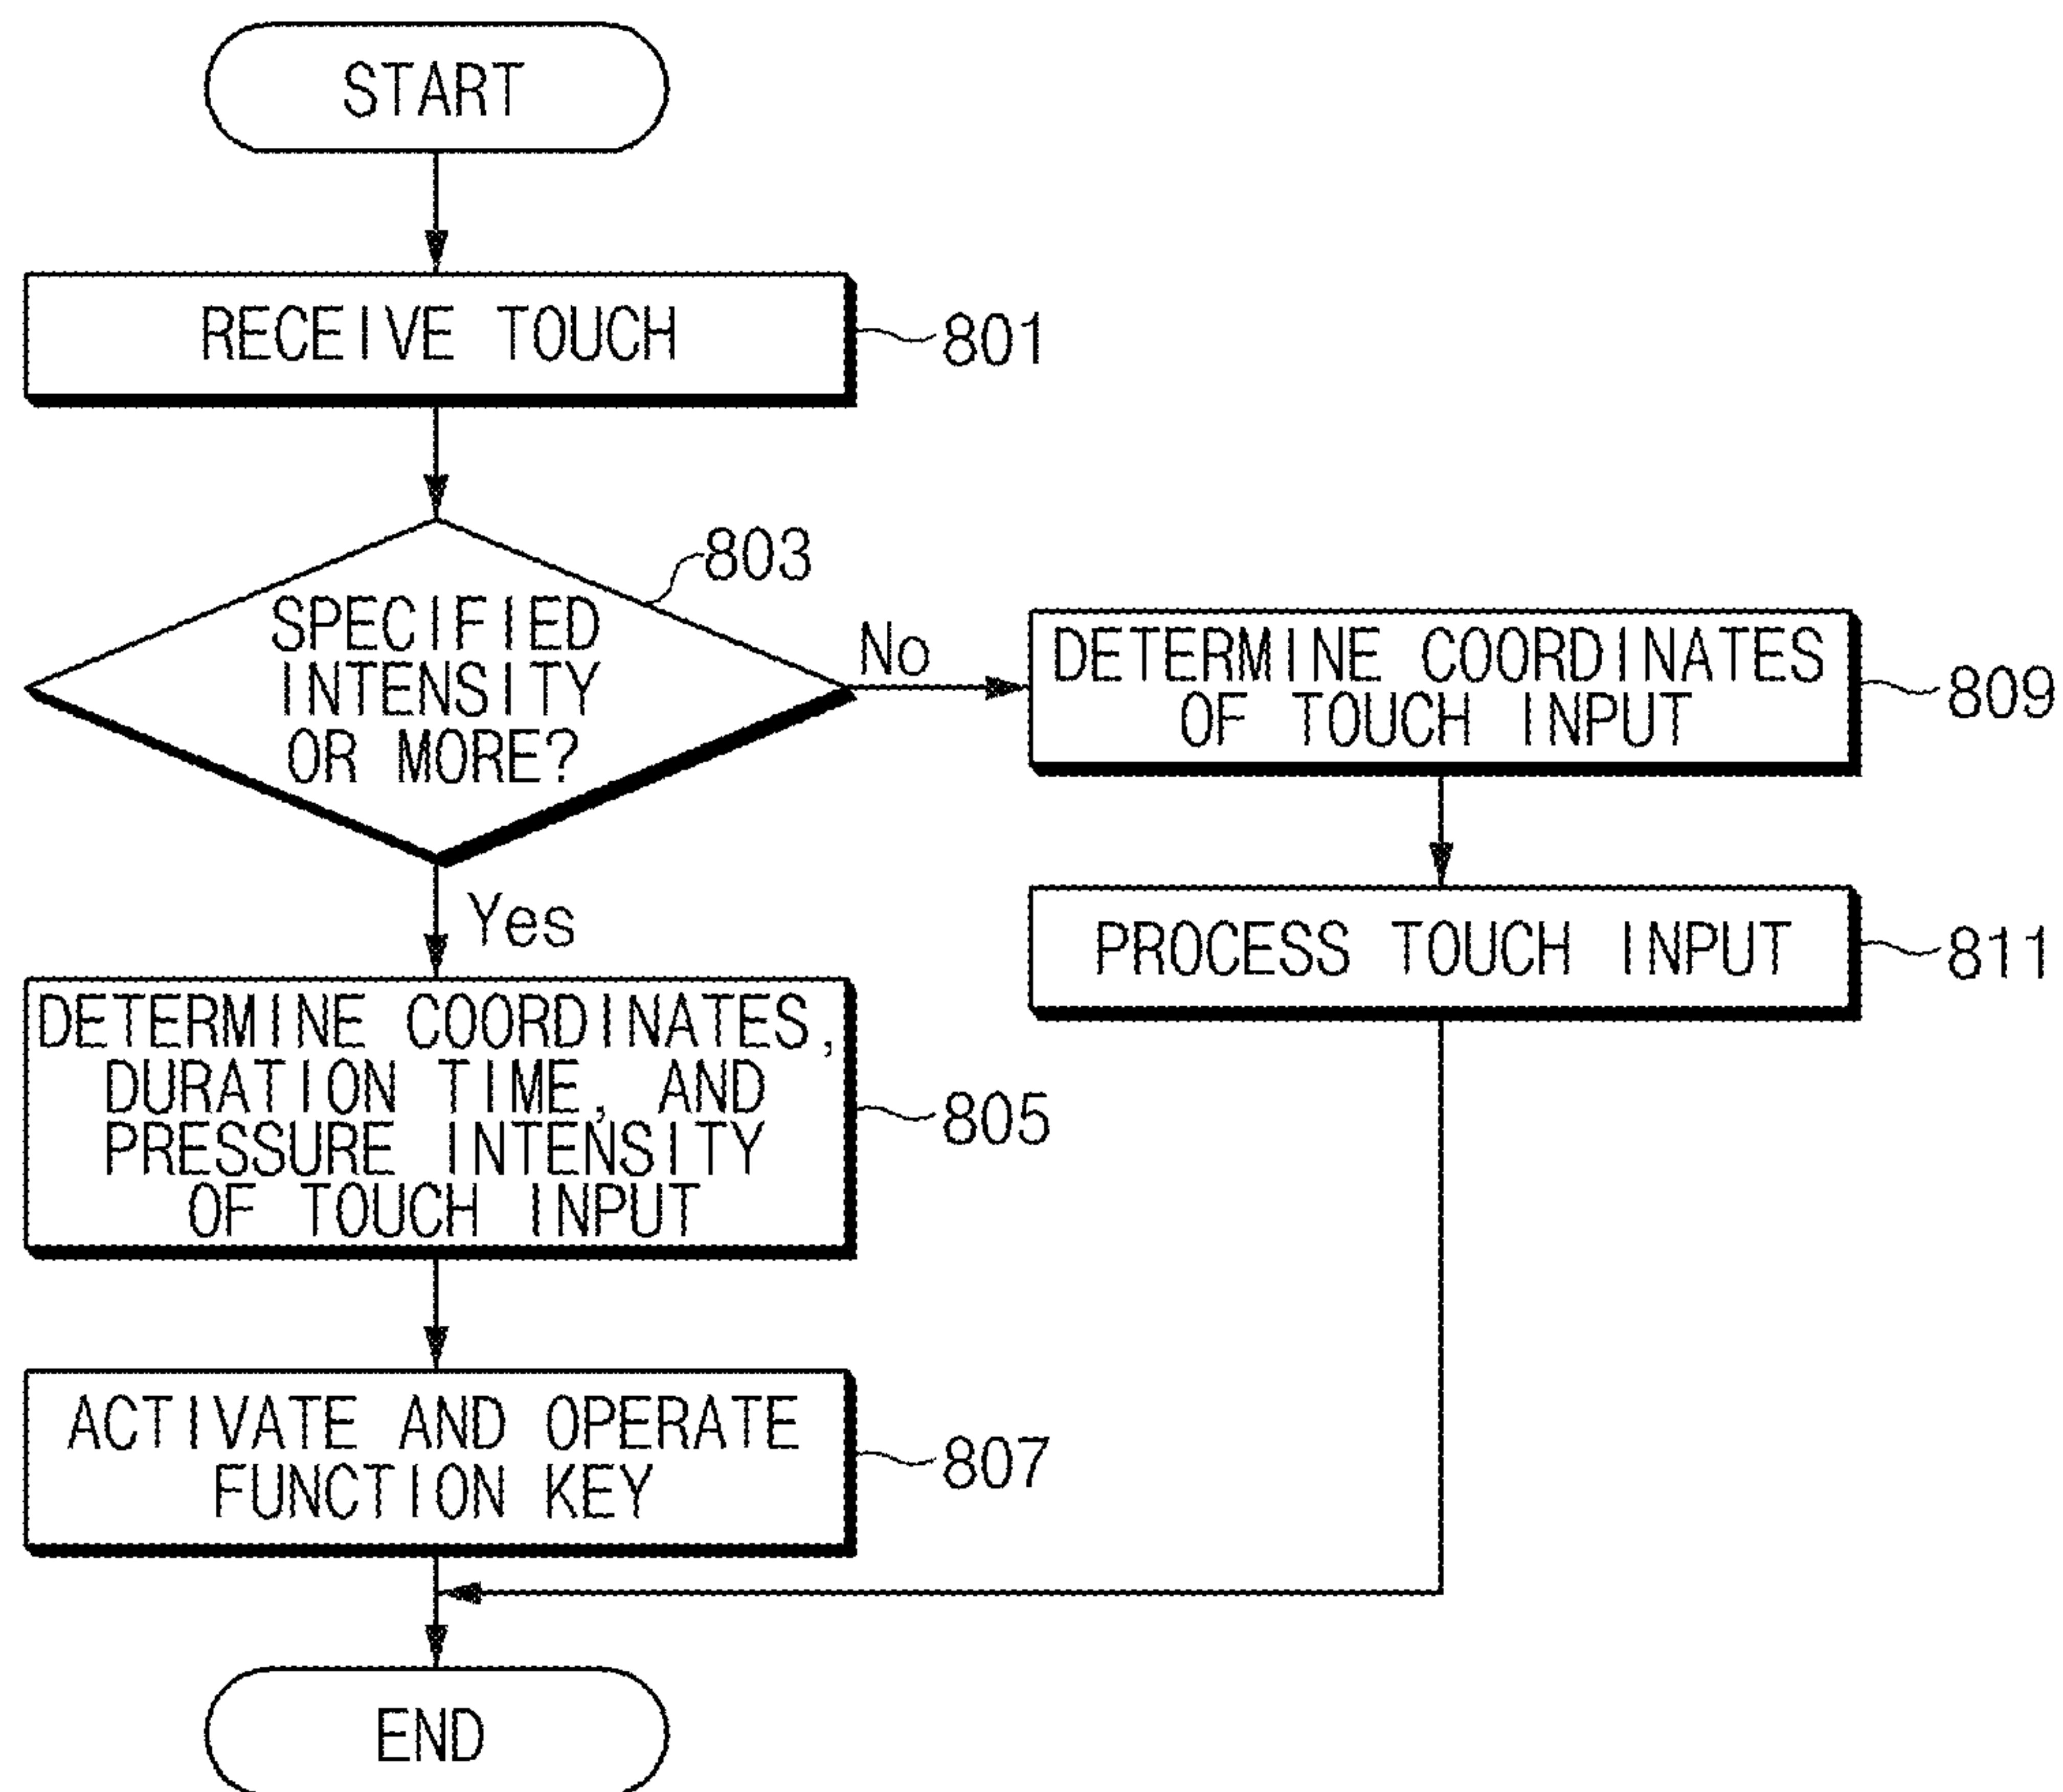 START
RECEIVE TOUCH
801
803
SPECIFIED
INTENSITY
OR MORE?
No
DETERMINE COORDINATES
OF TOUCH INPUT
809
Yes
PROCESS TOUCH INPUT
811
DETERMINE COORDINATES,
DURATION TIME, AND
PRESSURE INTENSITY
OF TOUCH INPUT
805
ACTIVATE AND OPERATE
FUNCTION KEY
807
END